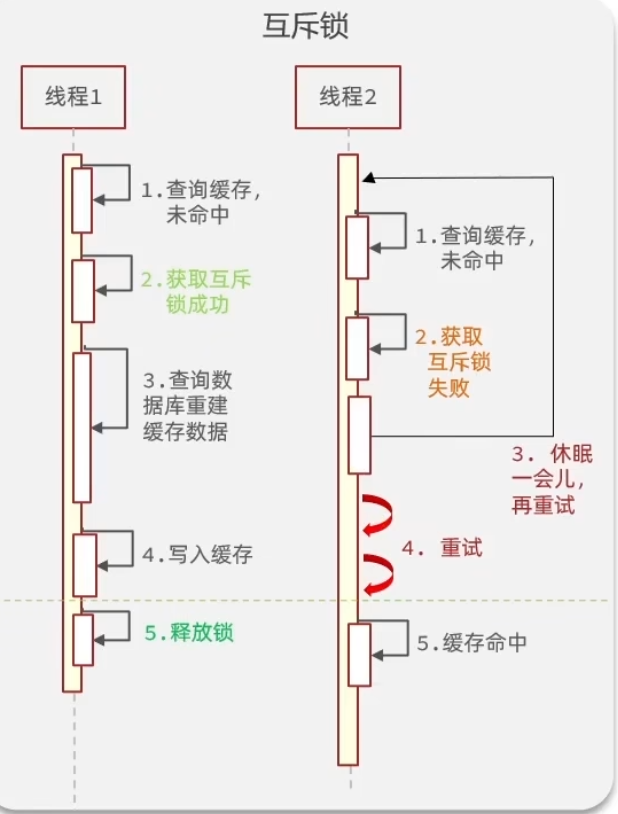 互斥锁
线程1
线程2
1.查询缓存，
未命中
2.获取互斥
锁成功
3.查询数
据库重建
缓存数据
4.写入缓存
5.释放锁
1.查询缓存，
未命中
2.获取
互斥锁
失败
3. 休眠
一会儿，
再重试
4. 重试
5.缓存命中